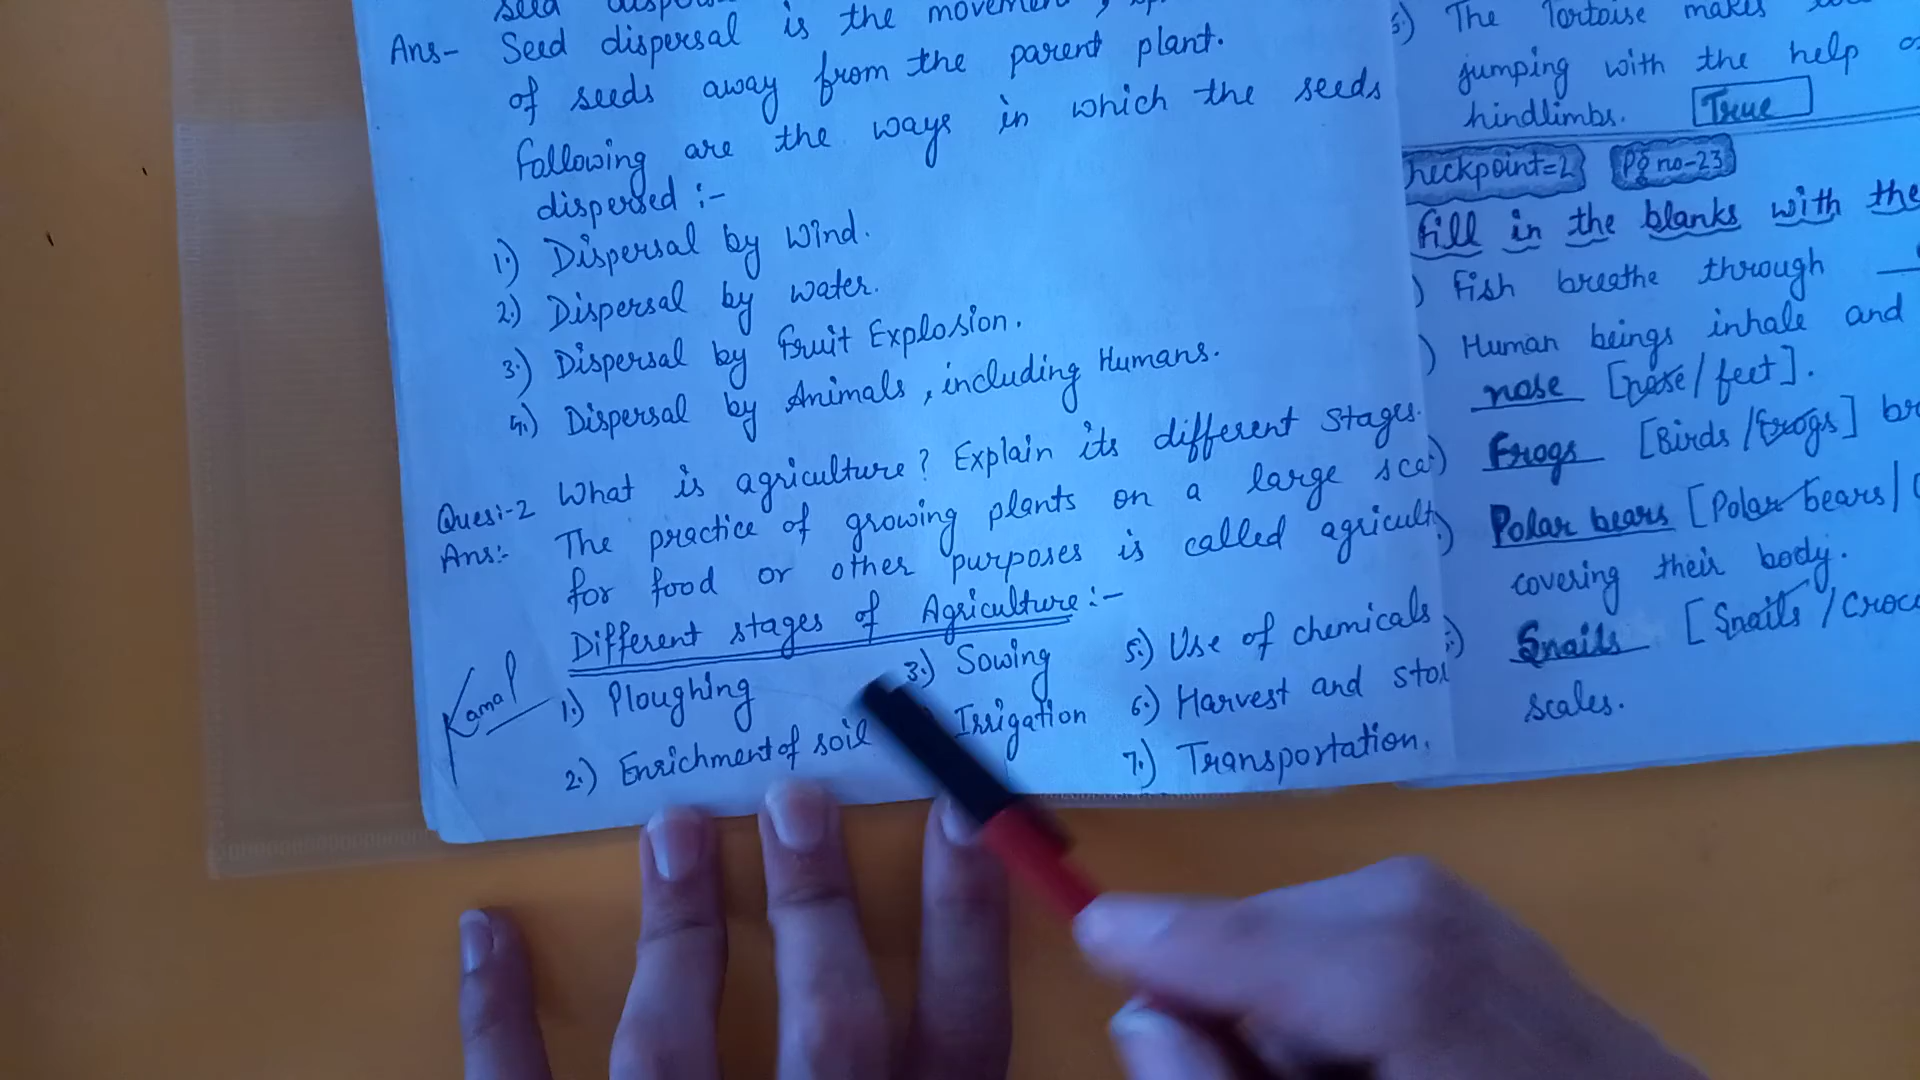 Ans- Seed dispersal is the movement,
of seeds away from the parent plant.
Following are the ways in which the seeds
dispersed :-
1.) Dispersal by Wind.
2.) Dispersal by water.
3.) Dispersal by Fruit Explosion.
4.) Dispersal by Animals, including Humans.
Ques:-2 What is agriculture? Explain its different stages.
Ans:- The practice of growing plants on a large
for food or other purposes is called
Different stages of Agriculture:-
Kamal
1.) Ploughing
2.) Enrichment of soil
3.) Sowing
Irrigation
5.) Use of chemicals
6.) Harvest and
7.) Transportation.
The Tortoise makes
jumping with the help
hindlimbs. True
Pg no-23
Fill in the blanks with the
Fish breathe through
Human beings inhale and
nose [nose/feet].
Frogs [Birds/Frogs]
Polar bears [Polar bears/
covering their body.
Snails [Snails/
scales.